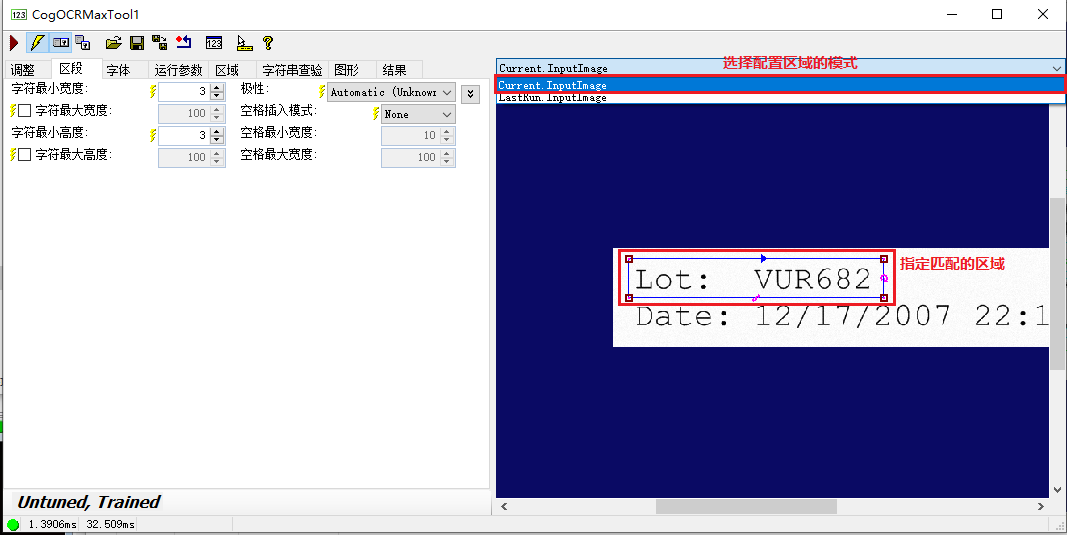 123 CogOCRMaxTool1
123
调整 区段 字体 运行参数 区域 字符串查验 图形 结果
字符最小宽度: 3 极性: Automatic (Unknown
字符最大宽度: 100 空格插入模式: None
字符最小高度: 3 空格最小宽度: 10
字符最大高度: 100 空格最大宽度: 100
Current.InputImage 选择配置区域的模式
Current.InputImage
LastRun.InputImage
Lot: VUR682 指定匹配的区域
Date: 12/17/2007 22:1
Untuned, Trained
1.3906ms 32.509ms